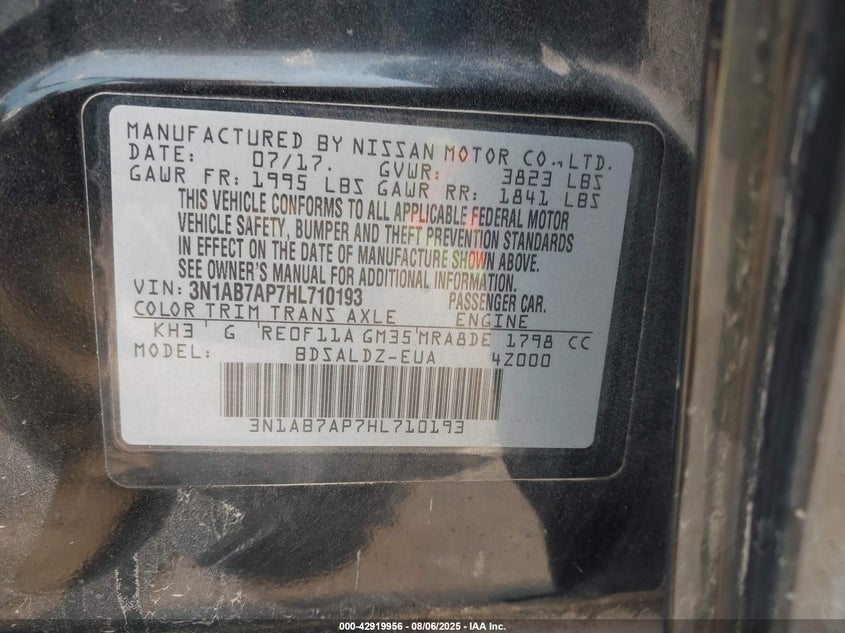 MANUFACTURED BY NISSAN MOTOR CO.,LTD.
DATE: 07/17. GVWR: 3823 LBS
GAWR FR: 1995 LBS GAWR RR: 1841 LBS
THIS VEHICLE CONFORMS TO ALL APPLICABLE FEDERAL MOTOR
VEHICLE SAFETY, BUMPER AND THEFT PREVENTION STANDARDS
IN EFFECT ON THE DATE OF MANUFACTURE SHOWN ABOVE.
SEE OWNER'S MANUAL FOR ADDITIONAL INFORMATION.
VIN: 3N1AB7AP7HL710193 PASSENGER CAR.
COLOR TRIM TRANS AXLE ENGINE
KH3 G RE0F11A GM35 MRA8DE 1798 CC
MODEL: BDSALDZ-EUA 4Z000
3N1AB7AP7HL710193
000-42919956 - 08/06/2025 - IAA Inc.